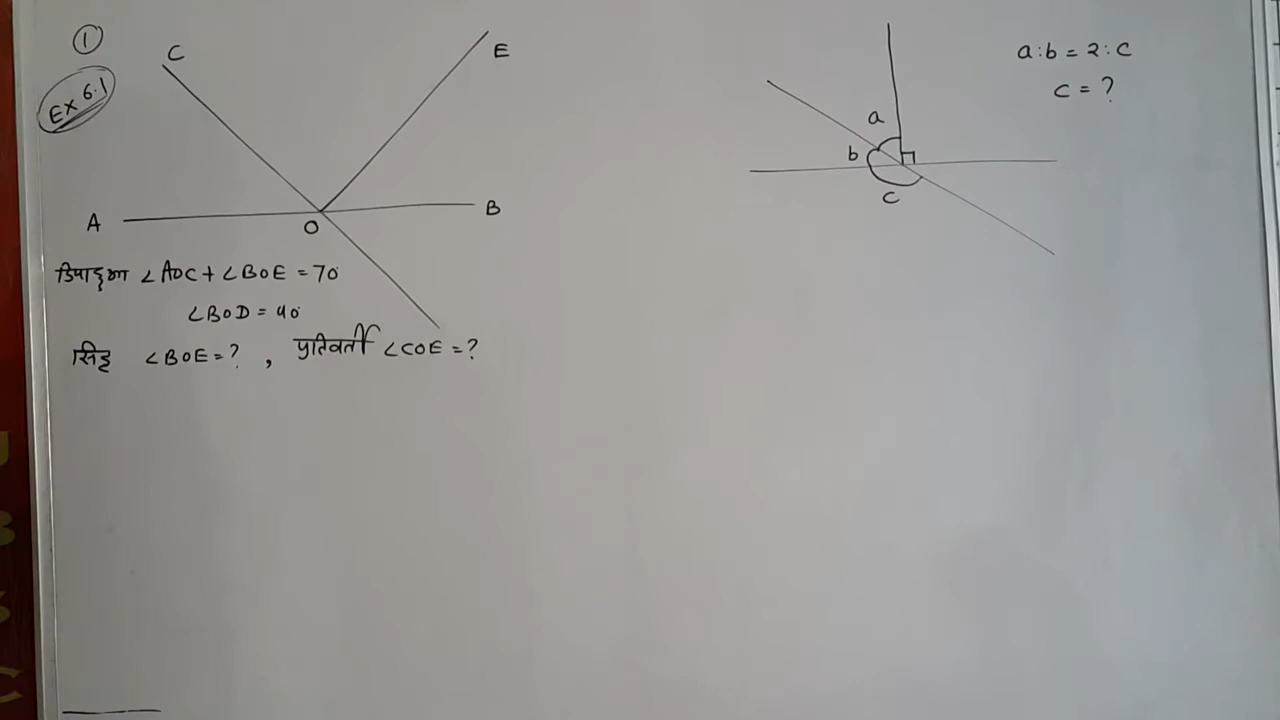 1
Ex 6.1
C
E
A
O
B
∠AOC + ∠BOE = 70°
∠BOD = 40°
∠BOE = ? , प्रतिवर्ती ∠COE = ?
a : b = 2 : c
c = ?
a
b
c